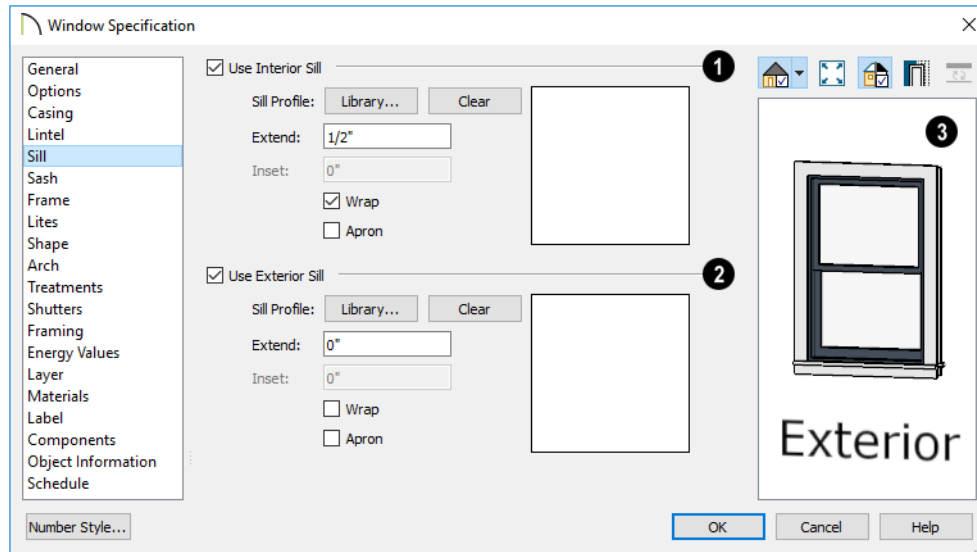 Window Specification
General
Options
Casing
Lintel
Sill
Sash
Frame
Lites
Shape
Arch
Treatments
Shutters
Framing
Energy Values
Layer
Materials
Label
Components
Object Information
Schedule
Use Interior Sill
1
Sill Profile: Library... Clear
Extend: 1/2"
Inset: 0"
Wrap
Apron
Use Exterior Sill
2
Sill Profile: Library... Clear
Extend: 0"
Inset: 0"
Wrap
Apron
3
Exterior
Number Style... OK Cancel Help